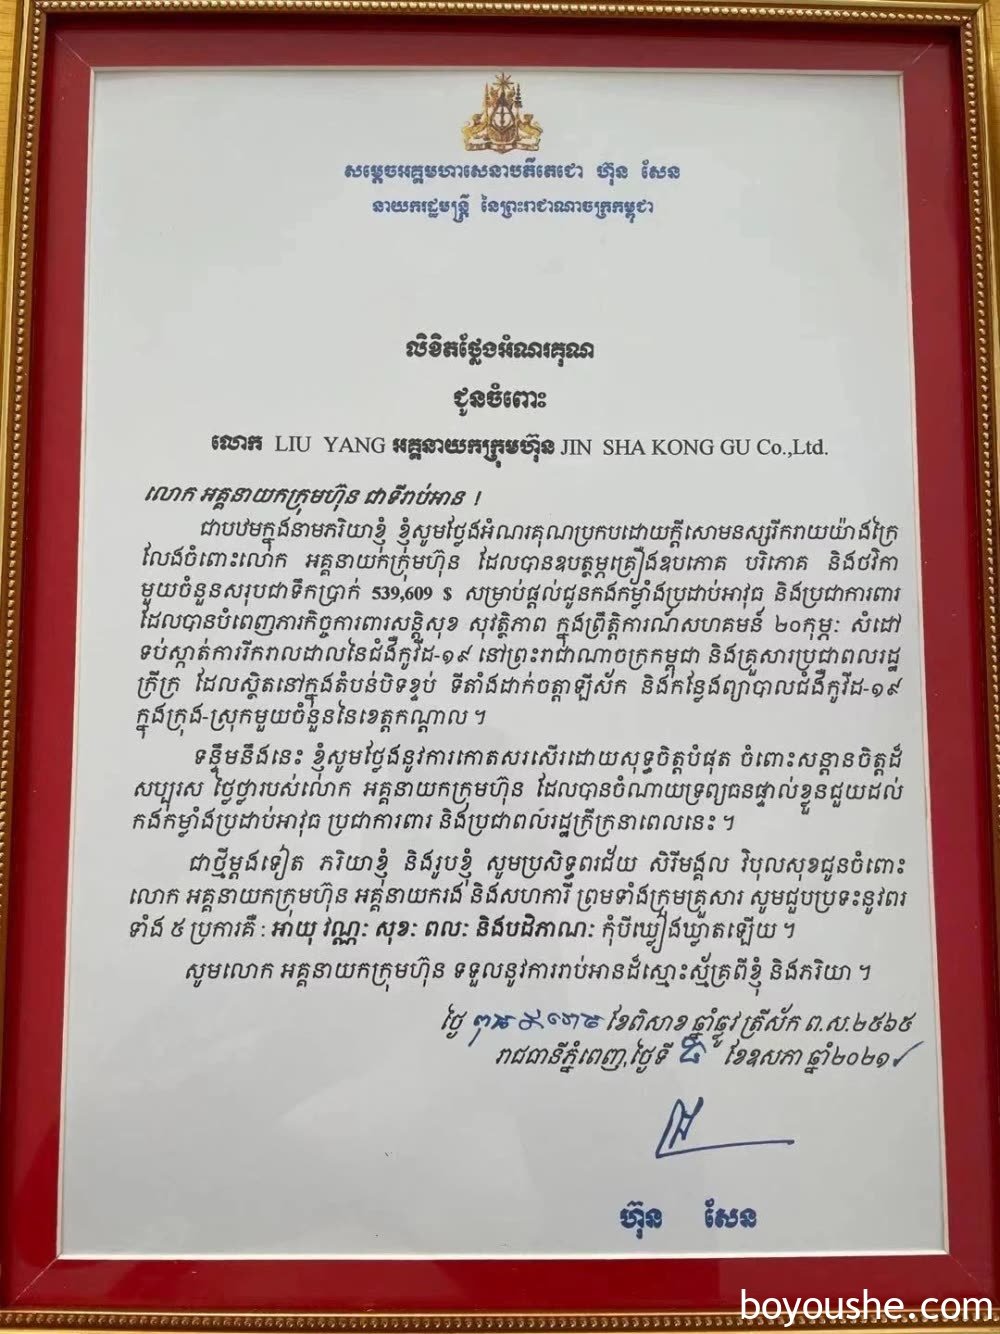 សម្តេចអគ្គមហាសេនាបតីតេជោ ហ៊ុន សែន
នាយករដ្ឋមន្ត្រី នៃព្រះរាជាណាចក្រកម្ពុជា
លិខិតថ្លែងអំណរគុណ
ជូនចំពោះ
លោក LIU YANG អគ្គនាយកក្រុមហ៊ុន JIN SHA KONG GU Co.,Ltd.
លោក អគ្គនាយកក្រុមហ៊ុន ជាទីរាប់អាន !
ជាបឋមក្នុងនាមភរិយាខ្ញុំ ខ្ញុំសូមថ្លែងអំណរគុណប្រកបដោយក្តីសោមនស្សរីករាយយ៉ាងក្រៃ
លែងចំពោះលោក អគ្គនាយកក្រុមហ៊ុន ដែលបានឧបត្ថម្ភគ្រឿងឧបភោគ បរិភោគ និងថវិកា
មួយចំនួនសរុបជាទឹកប្រាក់ 539,609 $ សម្រាប់ផ្តល់ជូនកងកម្លាំងប្រដាប់អាវុធ និងប្រជាការពារ
ដែលបានបំពេញភារកិច្ចការពារសន្តិសុខ សុវត្ថិភាព ក្នុងព្រឹត្តិការណ៍សហគមន៍ ២០កុម្ភៈ សំដៅ
ទប់ស្កាត់ការរីករាលដាលនៃជំងឺកូវីដ-១៩ នៅព្រះរាជាណាចក្រកម្ពុជា និងគ្រួសារប្រជាពលរដ្ឋ
ក្រីក្រ ដែលស្ថិតនៅក្នុងតំបន់បិទខ្ទប់ ទីតាំងដាក់ចត្តាឡីស័ក និងកន្លែងព្យាបាលជំងឺកូវីដ-១៩
ក្នុងក្រុង-ស្រុកមួយចំនួននៃខេត្តកណ្តាល ។
ទន្ទឹមនឹងនេះ ខ្ញុំសូមថ្លែងនូវការកោតសរសើរដោយសុទ្ធចិត្តបំផុត ចំពោះសន្តានចិត្តដ៏
សប្បុរស ថ្លៃថ្លារបស់លោក អគ្គនាយកក្រុមហ៊ុន ដែលបានចំណាយទ្រព្យធនផ្ទាល់ខ្លួនជួយដល់
កងកម្លាំងប្រដាប់អាវុធ ប្រជាការពារ និងប្រជាពលរដ្ឋក្រីក្រនាពេលនេះ ។
ជាថ្មីម្តងទៀត ភរិយាខ្ញុំ និងរូបខ្ញុំ សូមប្រសិទ្ធពរជ័យ សិរីមង្គល វិបុលសុខជូនចំពោះ
លោក អគ្គនាយកក្រុមហ៊ុន អគ្គនាយករង និងសហការី ព្រមទាំងក្រុមគ្រួសារ សូមជួបប្រទះនូវពរ
ទាំង ៥ ប្រការគឺ : អាយុ វណ្ណៈ សុខៈ ពលៈ និងបដិភាណៈ កុំបីឃ្លៀងឃ្លាតឡើយ ។
សូមលោក អគ្គនាយកក្រុមហ៊ុន ទទួលនូវការរាប់អានដ៏ស្មោះស្ម័គ្រពីខ្ញុំ និងភរិយា ។
ថ្ងៃ ខែពិសាខ ឆ្នាំឆ្លូវ ត្រីស័ក ព.ស.២៥៦៥
រាជធានីភ្នំពេញ,ថ្ងៃទី ខែឧសភា ឆ្នាំ២០២១
ហ៊ុន សែន
boyoushe.com